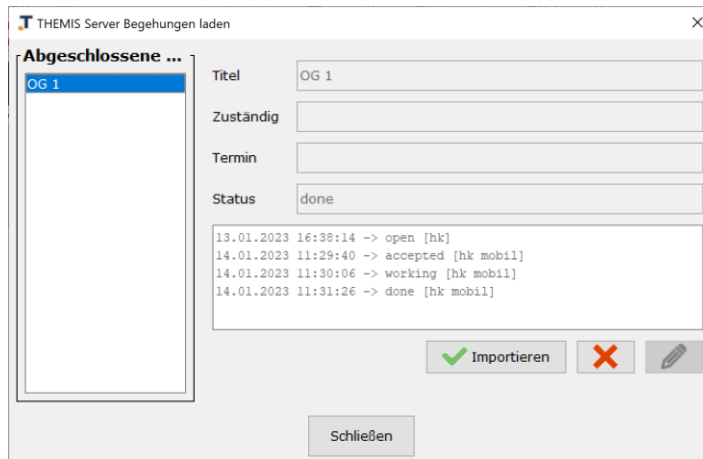 THEMIS Server Begehungen laden
Abgeschlossene ...
OG 1
Titel OG 1
Zuständig
Termin
Status done
13.01.2023 16:38:14 -> open [hk]
14.01.2023 11:29:40 -> accepted [hk mobil]
14.01.2023 11:30:06 -> working [hk mobil]
14.01.2023 11:31:26 -> done [hk mobil]
Importieren
Schließen